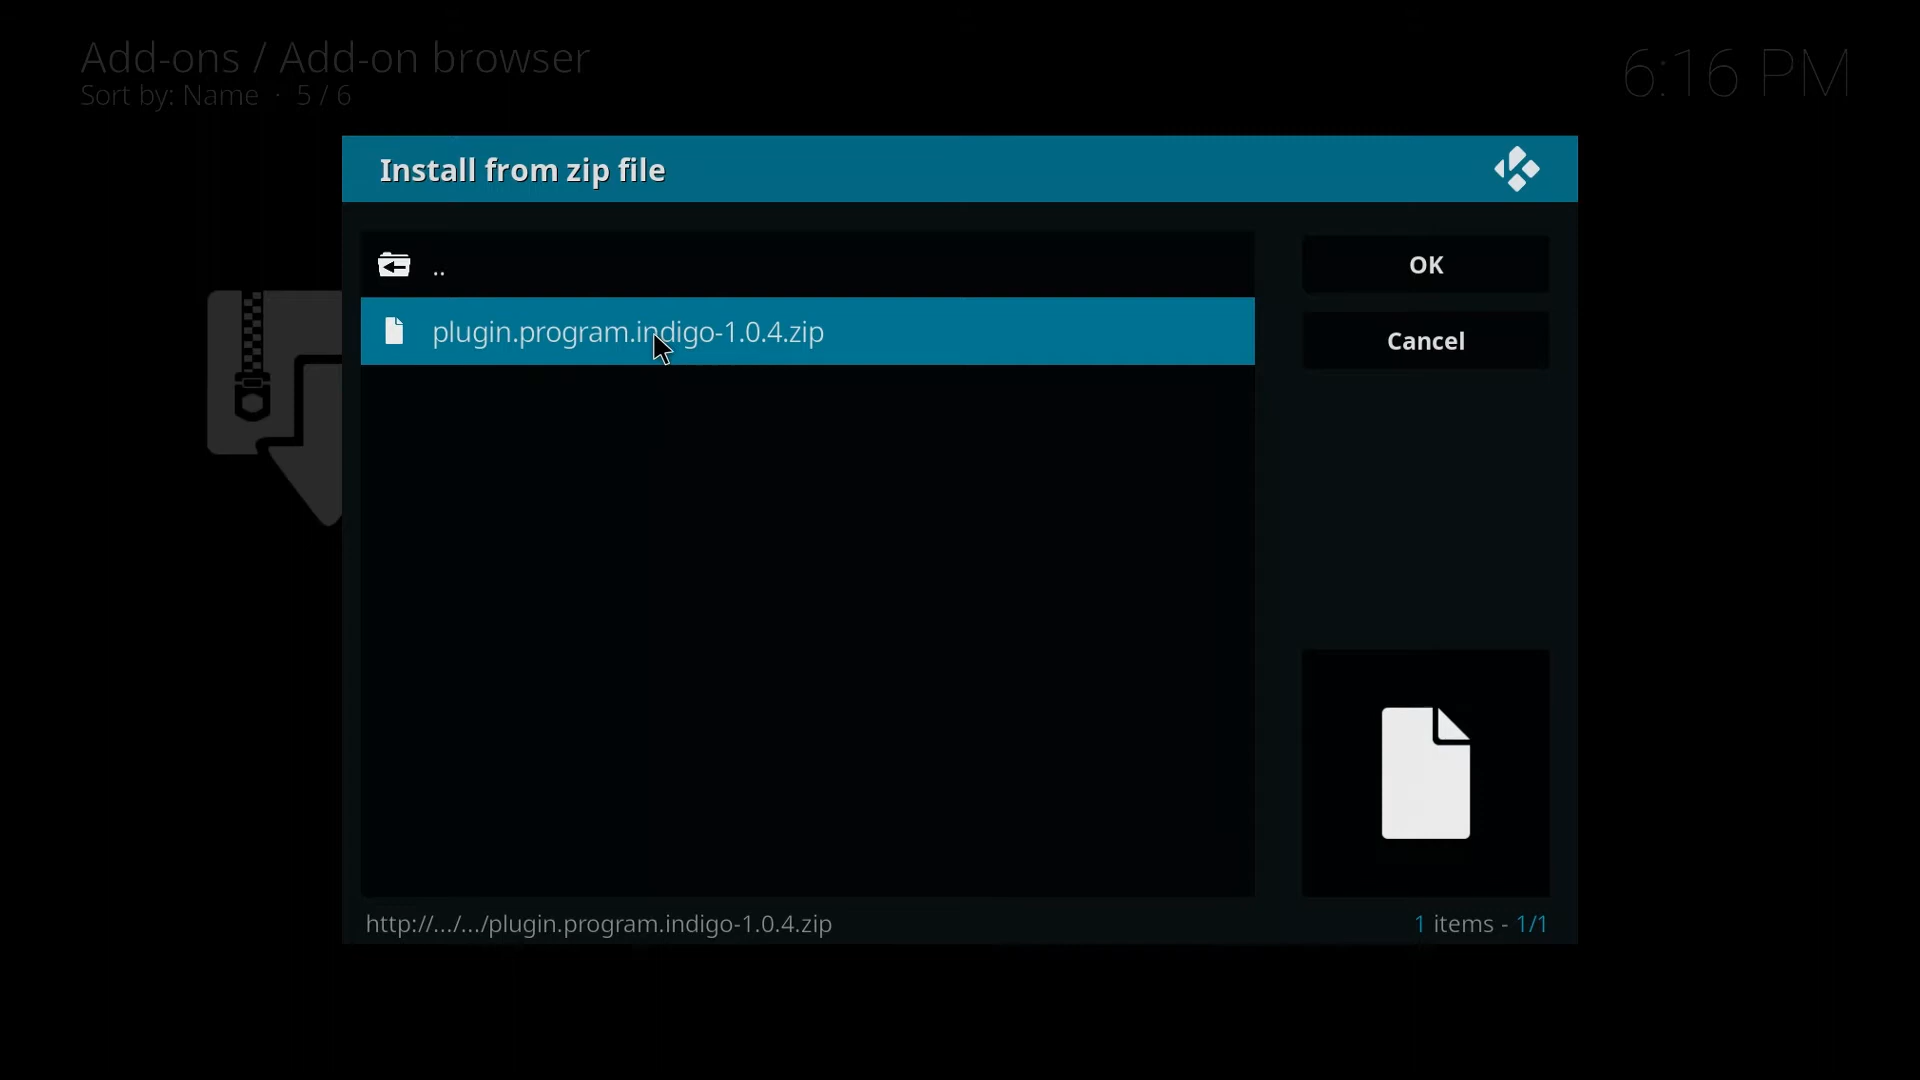 Add-ons / Add-on browser
Sort by: Name · 5 / 6
6:16 PM
Install from zip file
..
plugin.program.indigo-1.0.4.zip
OK
Cancel
http://.../.../plugin.program.indigo-1.0.4.zip
1 items - 1/1